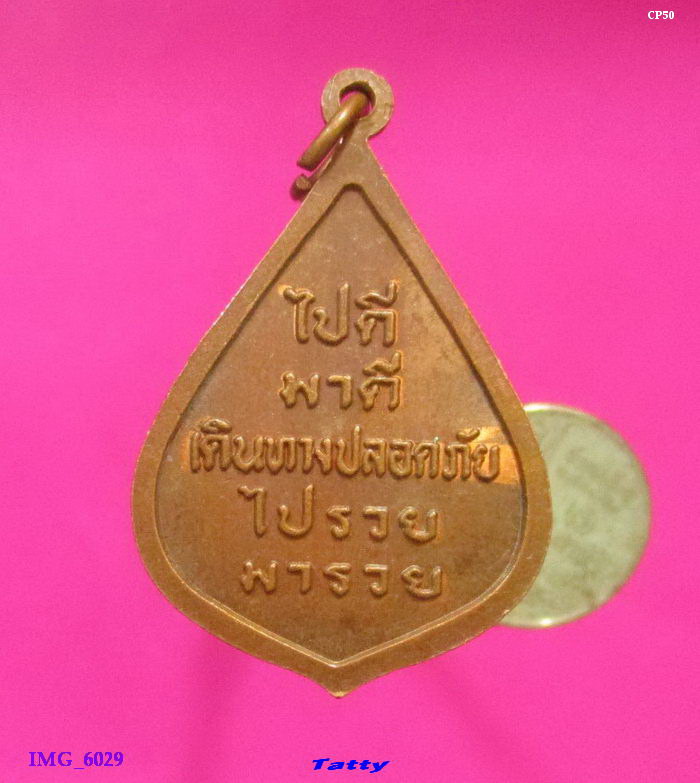 CP50
ไปดี
มาดี
เดินทางปลอดภัย
ไปรวย
มารวย
IMG_6029
Tatty